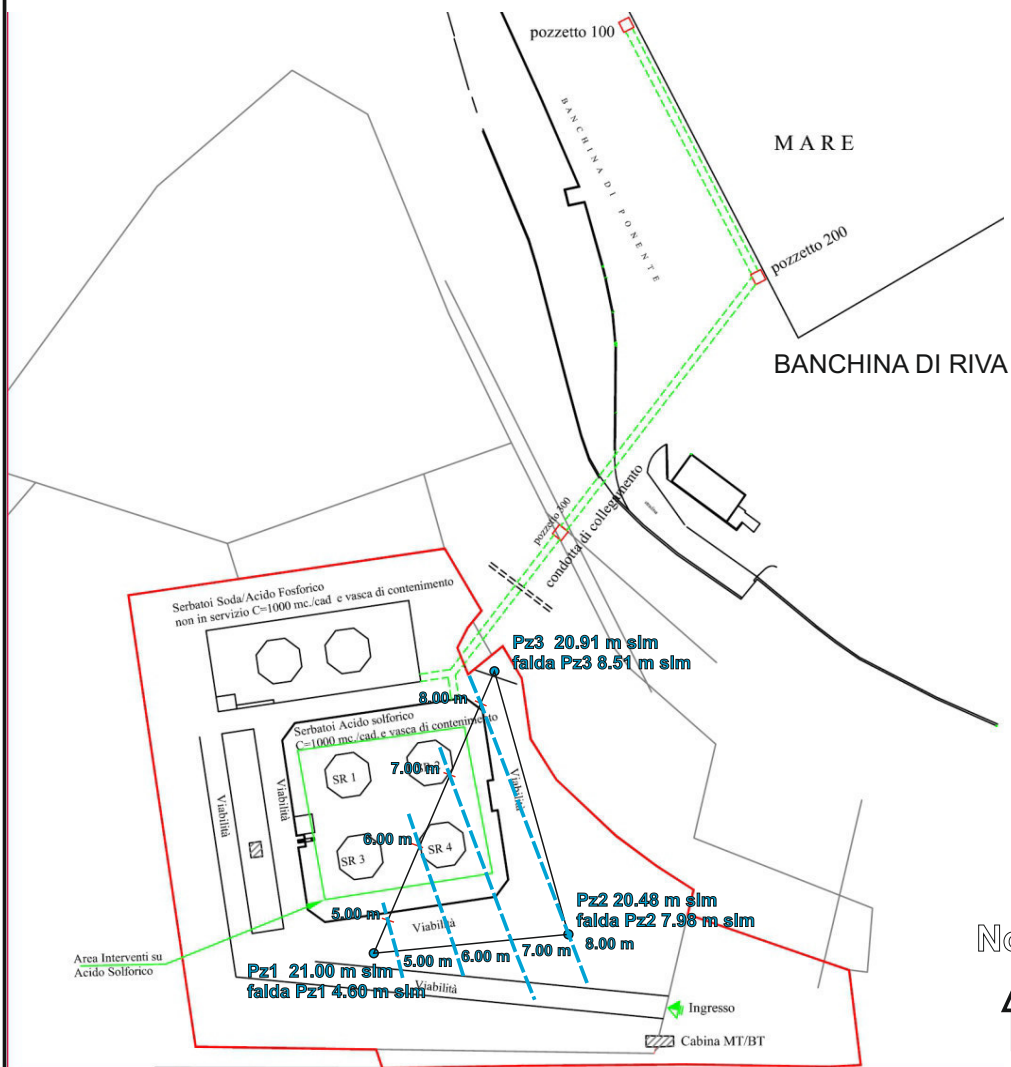 pozzetto 100
BANCHINA DI PONENTE
MARE
pozzetto 200
BANCHINA DI RIVA
pozzetto 300
condotta di collegamento
Serbatoi Soda/Acido Fosforico
non in servizio C=1000 mc./cad e vasca di contenimento
Pz3 20.91 m slm
falda Pz3 8.51 m slm
8.00 m
Serbatoi Acido solforico
C=1000 mc./cad. e vasca di contenimento
SR 1
7.00 m
Viabilità
Viabilità
Viabilità
6.00 m
SR 3
SR 4
5.00 m
Viabilità
Pz2 20.48 m slm
falda Pz2 7.98 m slm
8.00 m
7.00 m
6.00 m
5.00 m
Area Interventi su
Acido Solforico
Pz1 21.00 m slm
falda Pz1 4.60 m slm
Viabilità
No
Ingresso
Cabina MT/BT